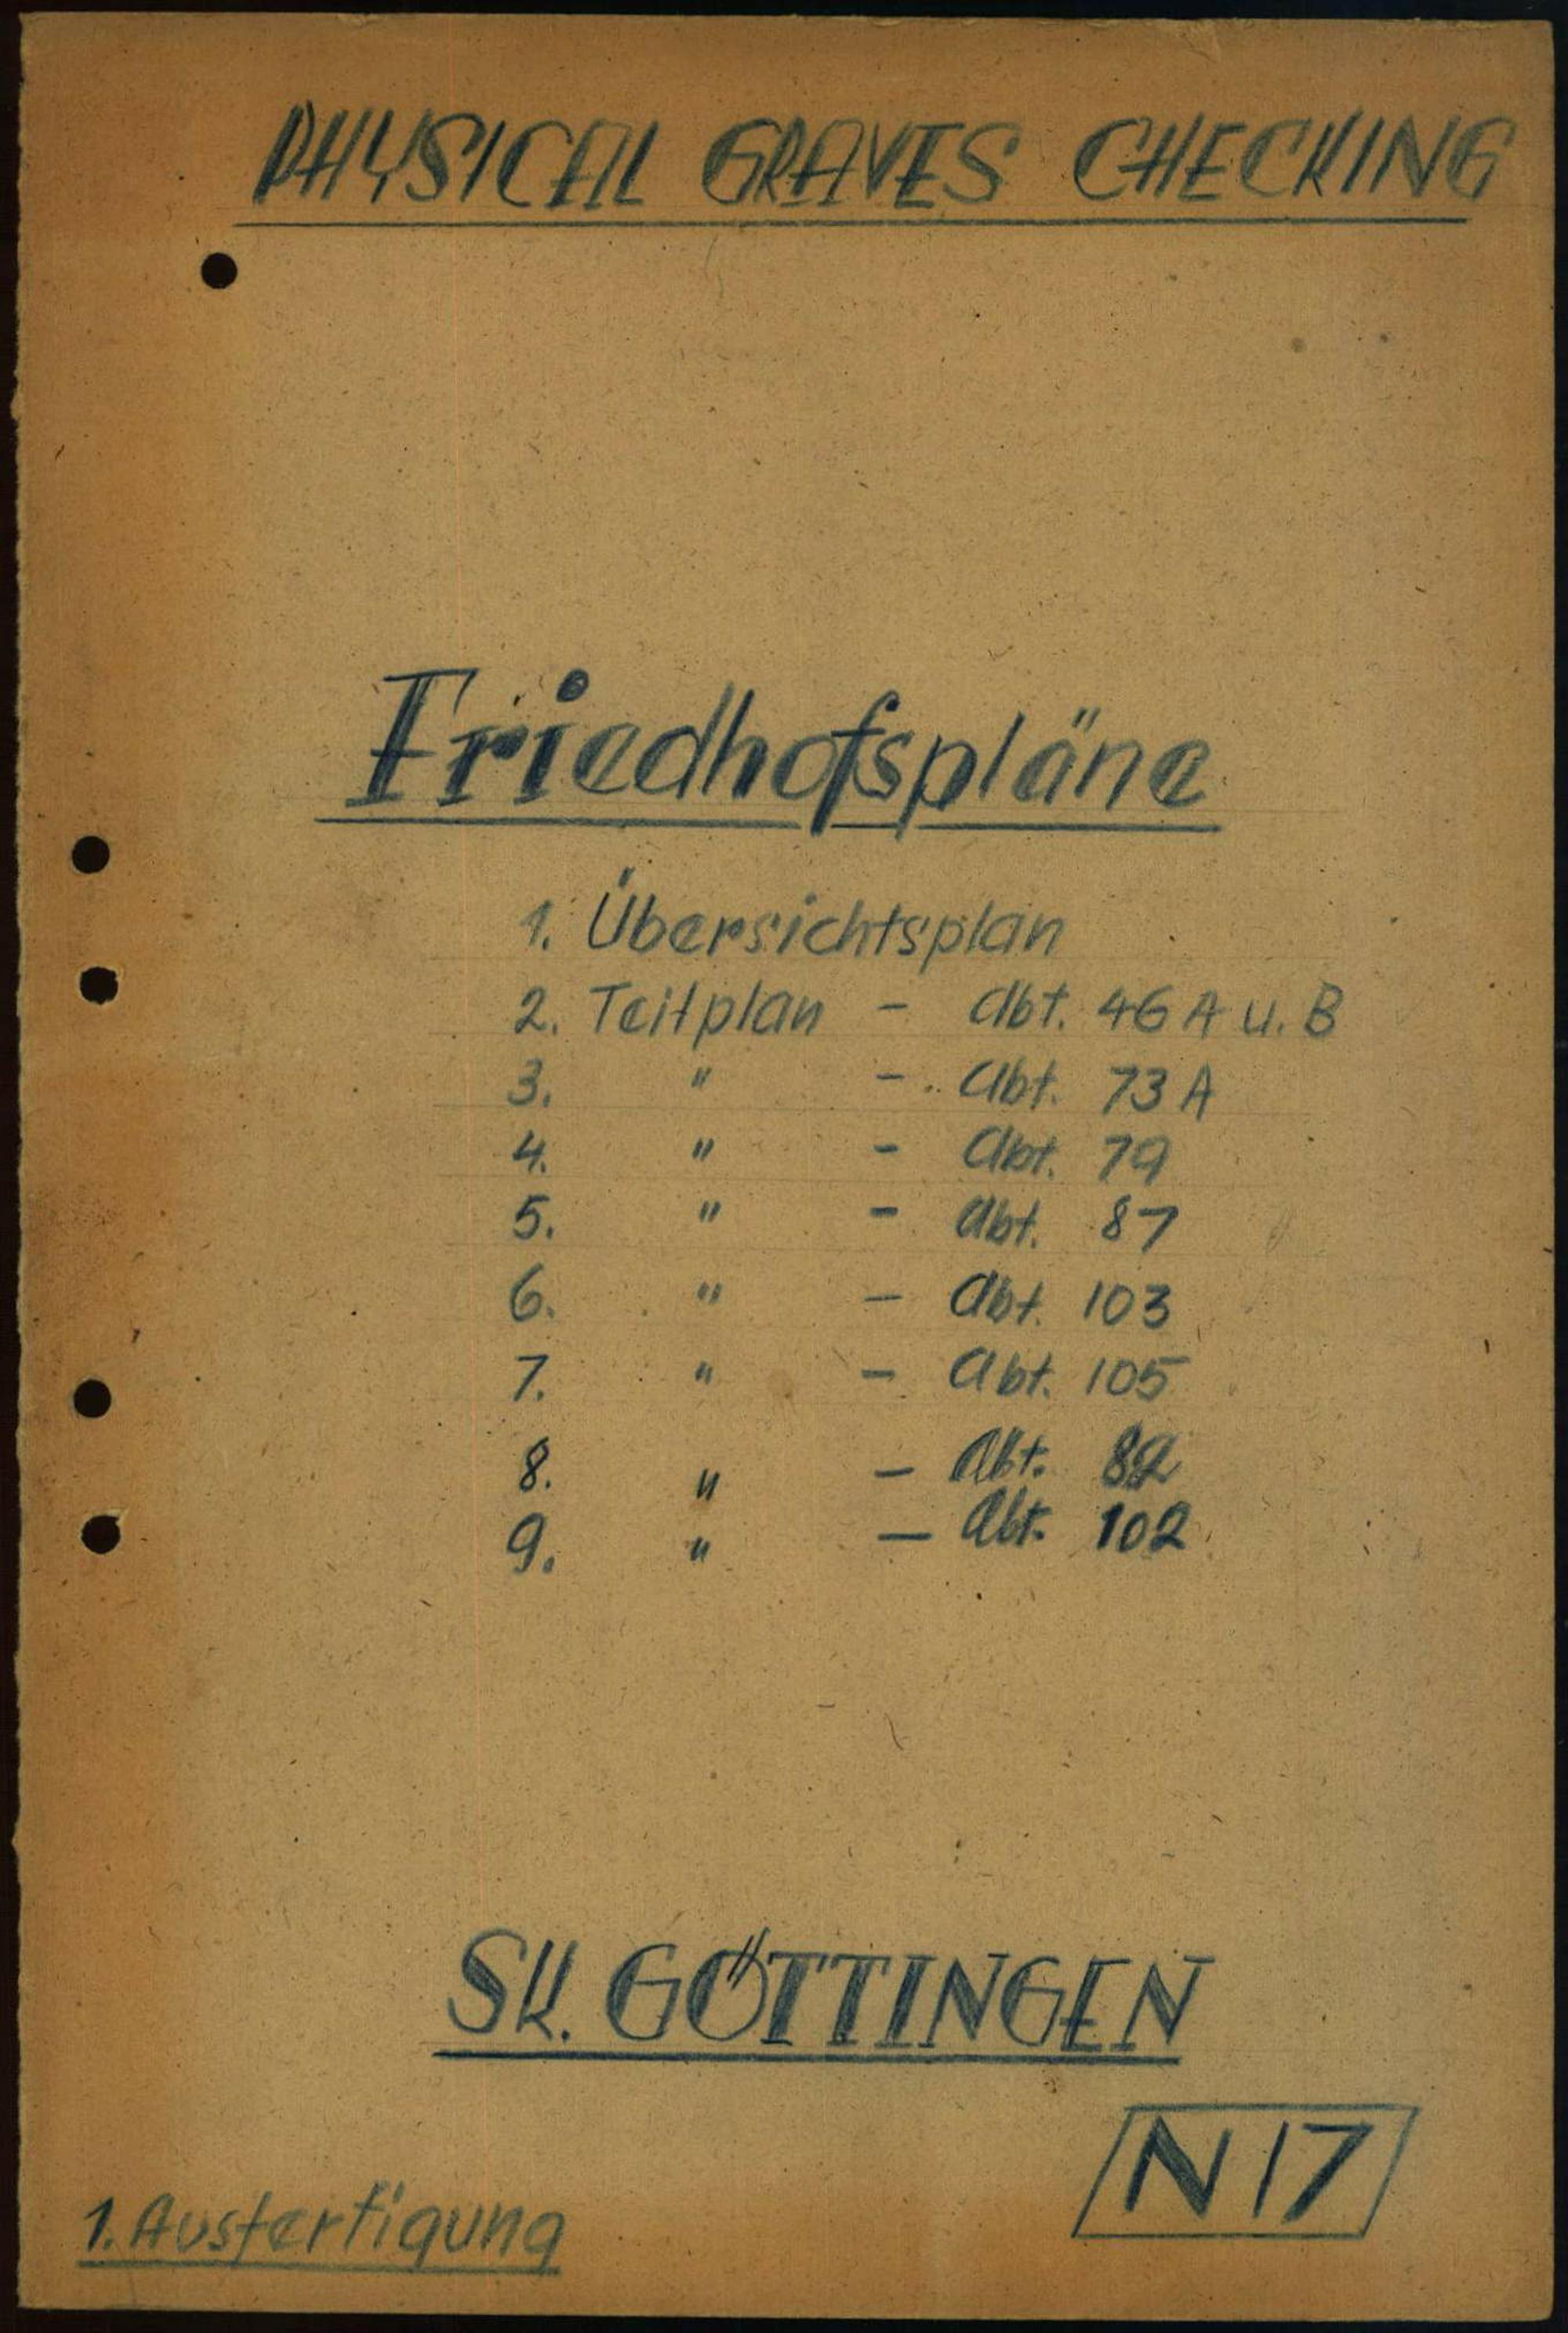 PHYSICAL GRAVES CHECKING
Friedhofspläne
1. Übersichtsplan
2. Teilplan - Abt. 46 A u. B
3. " - Abt. 73 A
4. " - Abt. 79
5. " - Abt. 87
6. " - Abt. 103
7. " - Abt. 105
8. " - Abt. 82
9. " - Abt. 102
SK. GÖTTINGEN
N 17
1. Ausfertigung